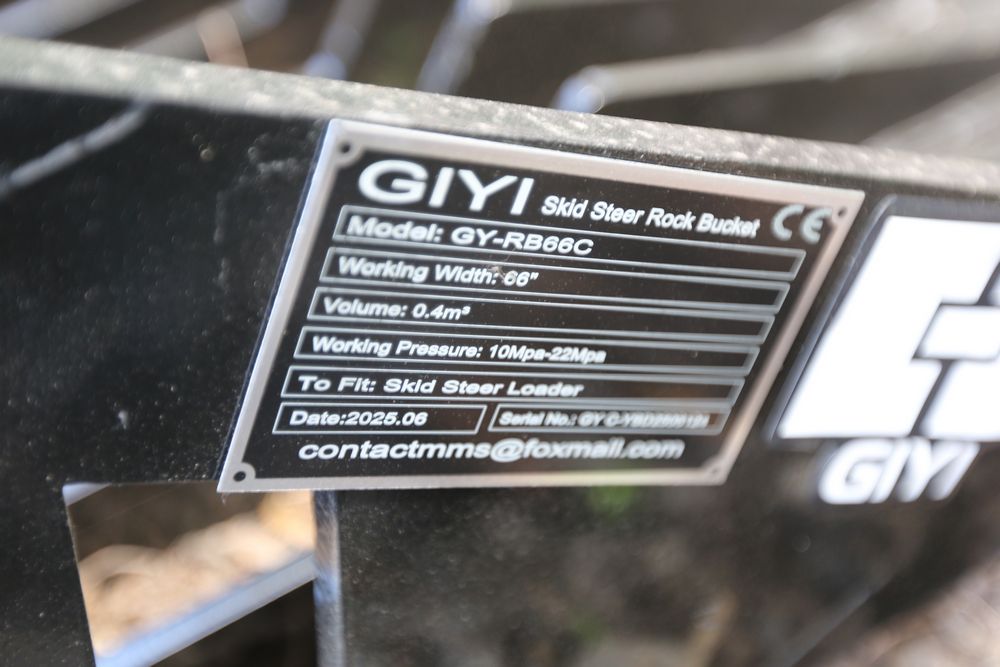 GIYI Skid Steer Rock Bucket CE
Model: GY-RB66C
Working Width: 66"
Volume: 0.4m³
Working Pressure: 10Mpa-22Mpa
To Fit: Skid Steer Loader
Date:2025.06 Serial No.: GY C-
contactmms@foxmail.com
GIYI